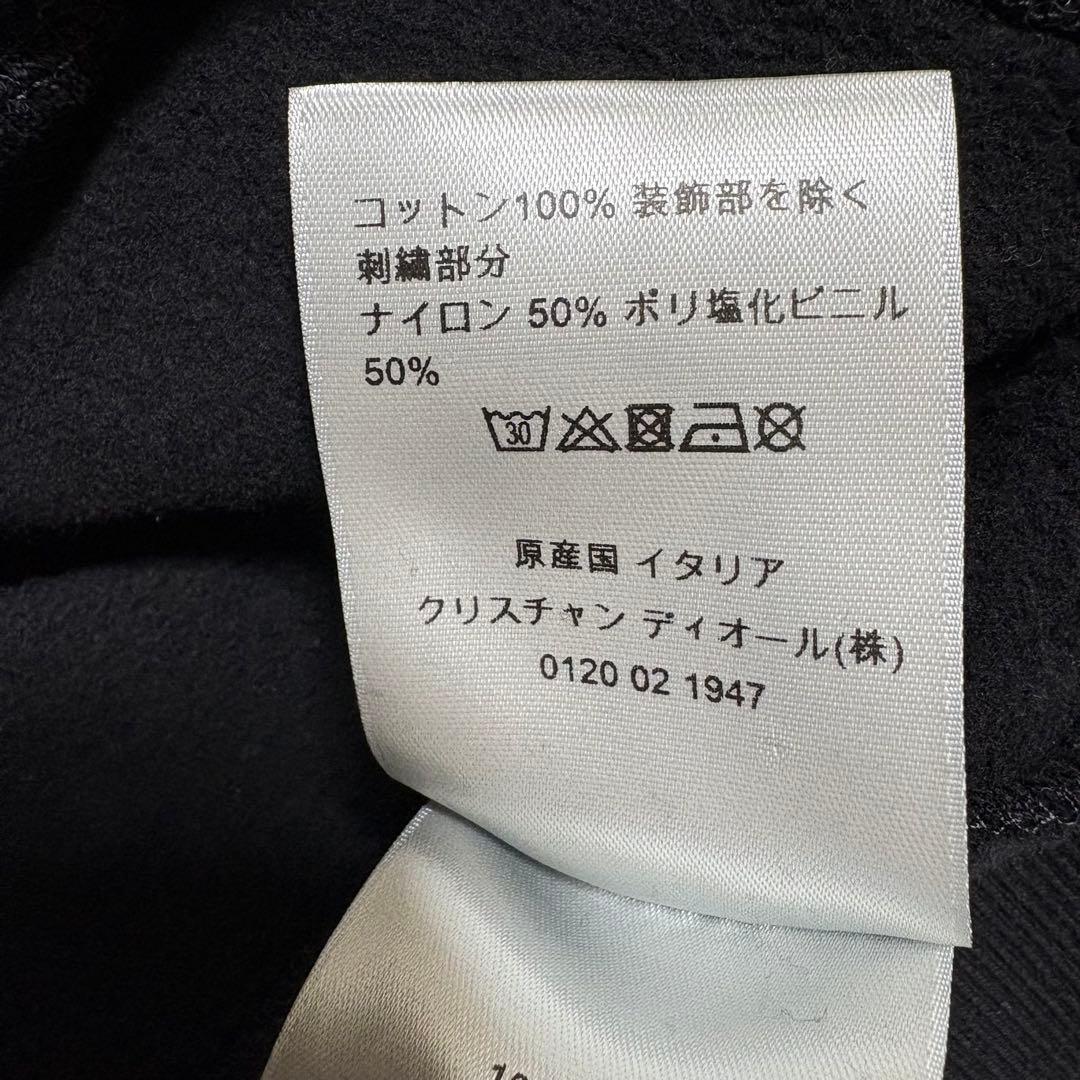 コットン100% 装飾部を除く
刺繍部分
ナイロン 50% ポリ塩化ビニル
50%
30
原産国 イタリア
クリスチャン ディオール(株)
0120 02 1947